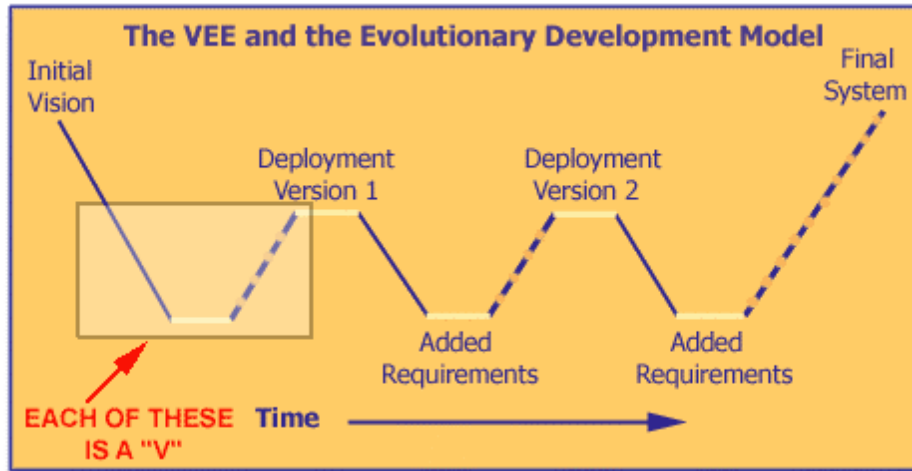 The VEE and the Evolutionary Development Model
Initial
Vision
Final
System
Deployment
Version 1
Deployment
Version 2
Added
Requirements
Added
Requirements
EACH OF THESE
IS A "V"
Time